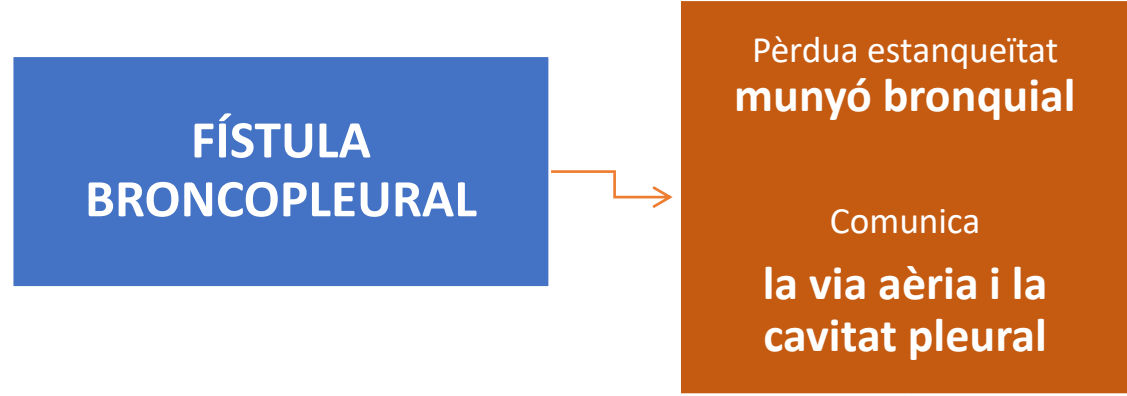 FÍSTULA
BRONCOPLEURAL
Pèrdua estanqueïtat
munyó bronquial
Comunica
la via aèria i la
cavitat pleural